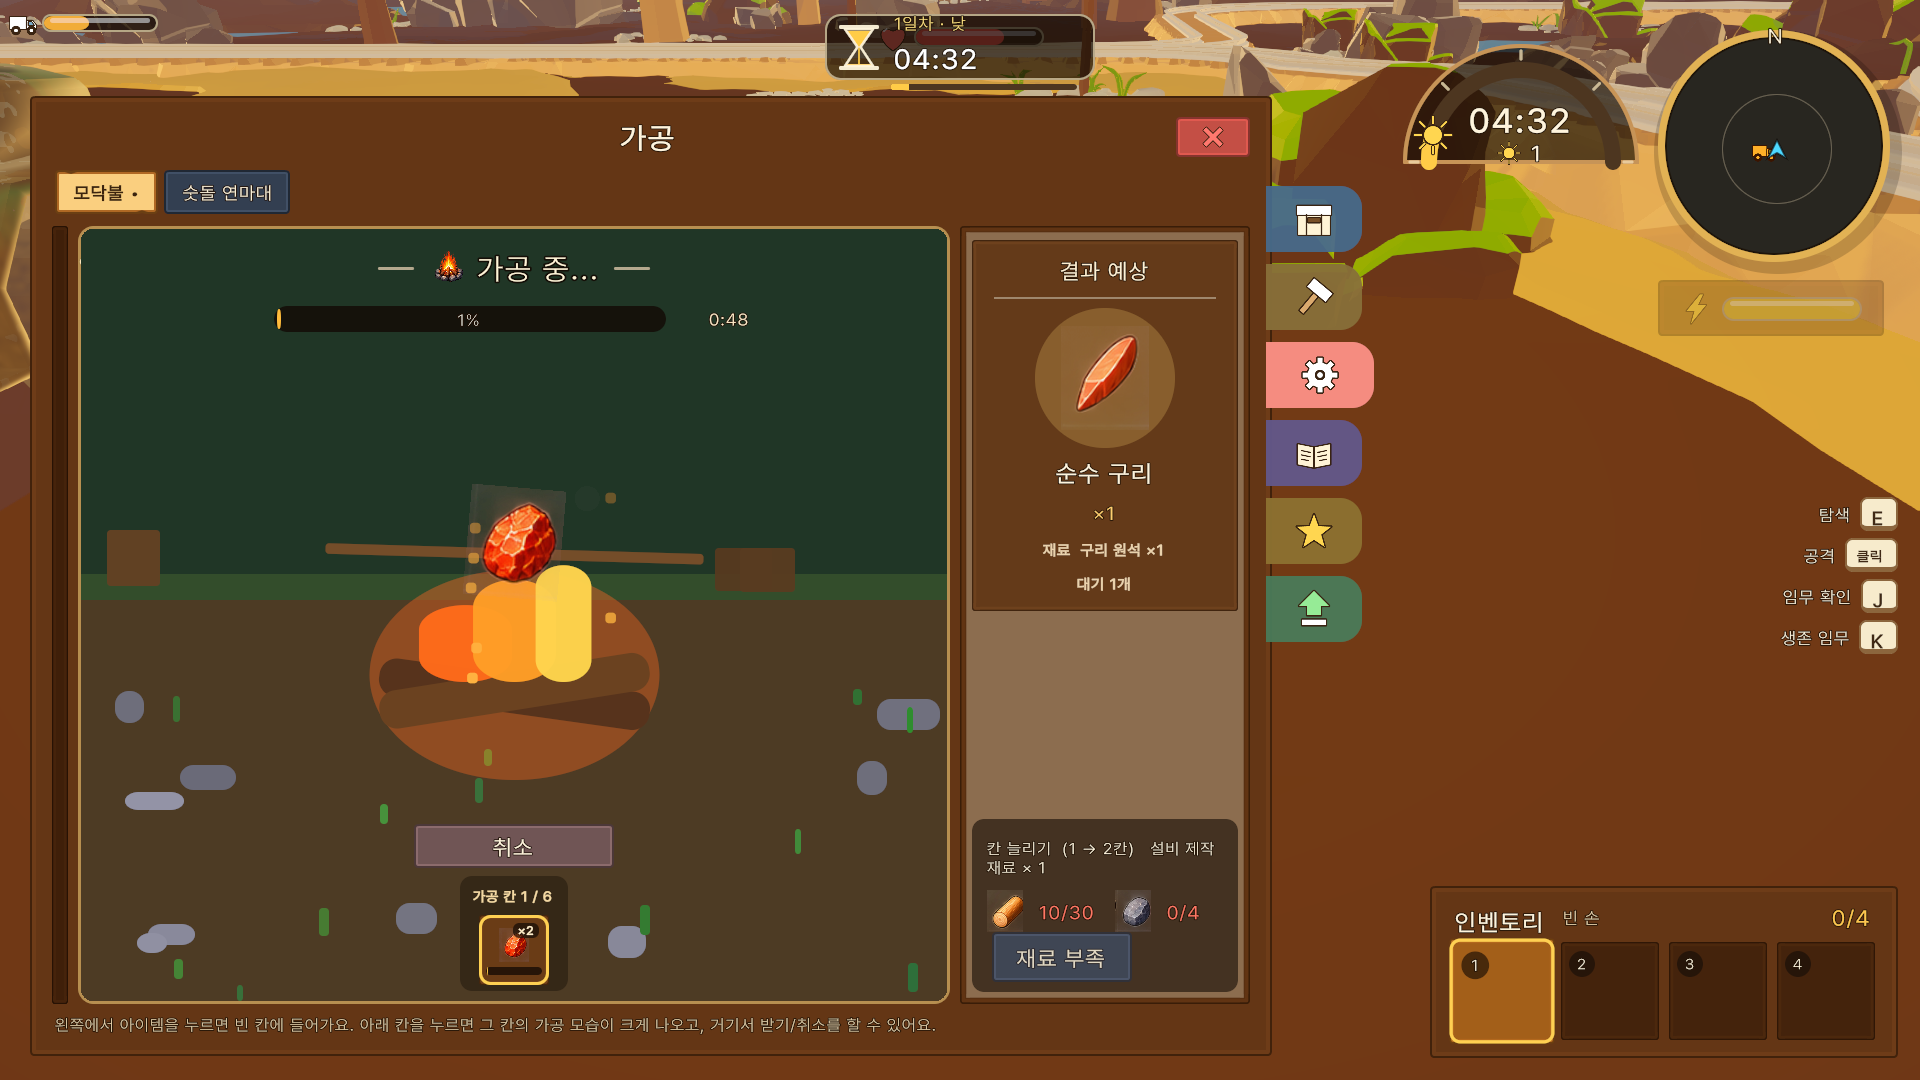 1일차 · 낮
04:32
N
04:32
1
가공
모닥불 •
숫돌 연마대
가공 중...
1%
0:48
결과 예상
순수 구리
×1
재료 구리 원석 ×1
대기 1개
탐색 E
공격 클릭
임무 확인 J
생존 임무 K
취소
가공 칸 1 / 6
×2
칸 늘리기 (1 → 2칸) 설비 제작
재료 × 1
10/30
0/4
재료 부족
인벤토리 빈 손 0/4
1 2 3 4
왼쪽에서 아이템을 누르면 빈 칸에 들어가요. 아래 칸을 누르면 그 칸의 가공 모습이 크게 나오고, 거기서 받기/취소를 할 수 있어요.